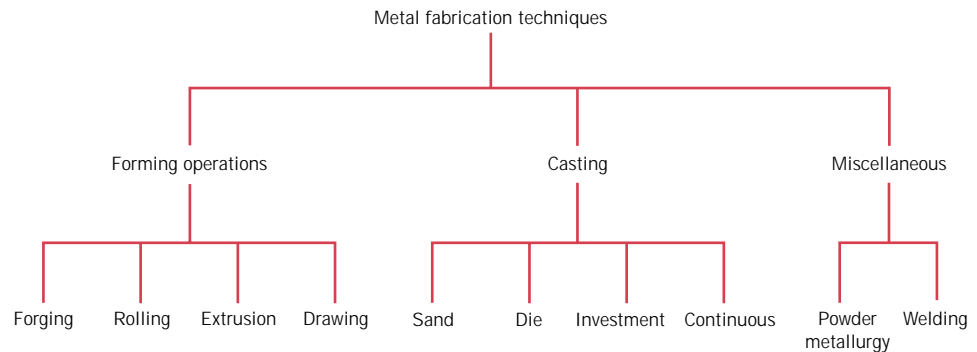 Metal fabrication techniques
Forming operations
Casting
Miscellaneous
Forging
Rolling
Extrusion
Drawing
Sand
Die
Investment
Continuous
Powder
metallurgy
Welding